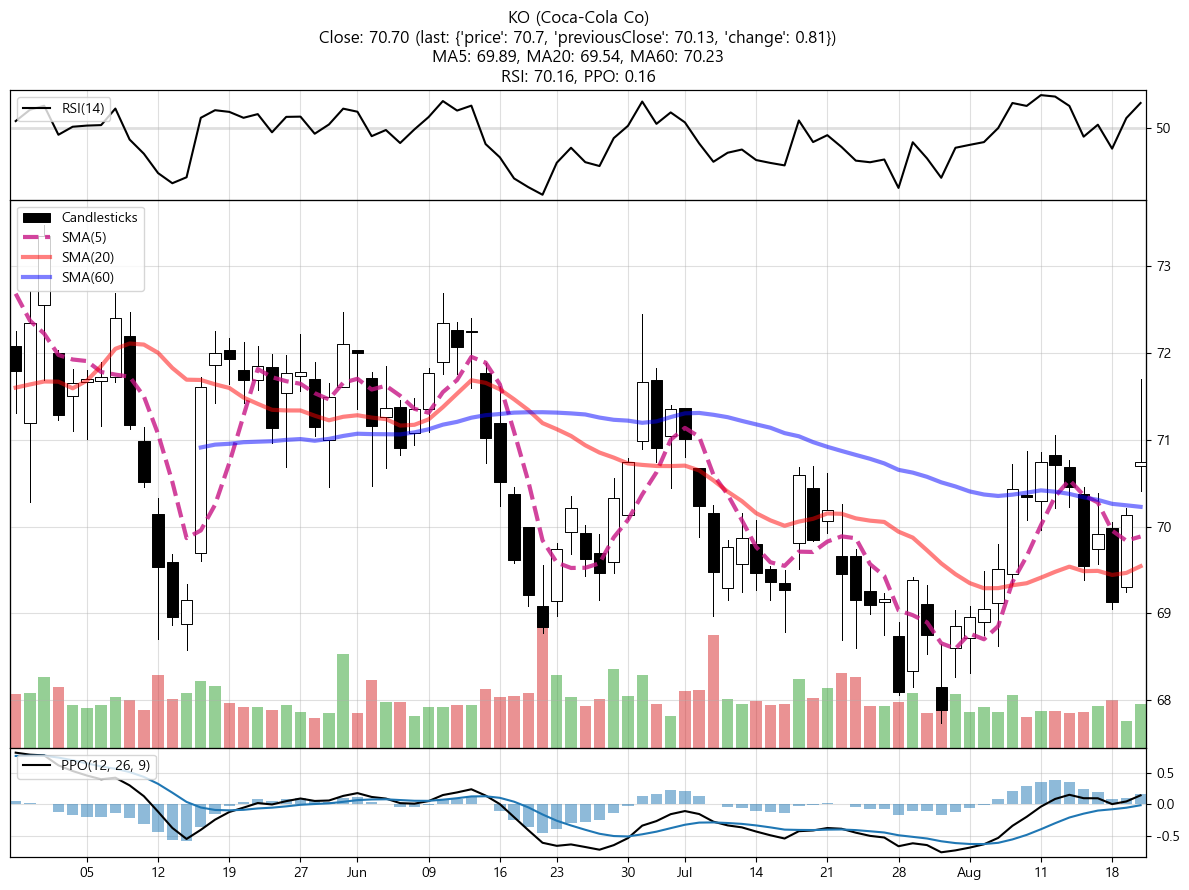 KO (Coca-Cola Co)
Close: 70.70 (last: {'price': 70.7, 'previousClose': 70.13, 'change': 0.81})
MA5: 69.89, MA20: 69.54, MA60: 70.23
RSI: 70.16, PPO: 0.16
RSI(14)
50
Candlesticks
SMA(5)
SMA(20)
SMA(60)
73
72
71
70
69
68
PPO(12, 26, 9)
0.5
0.0
-0.5
05 12 19 27 Jun 09 16 23 30 Jul 14 21 28 Aug 11 18